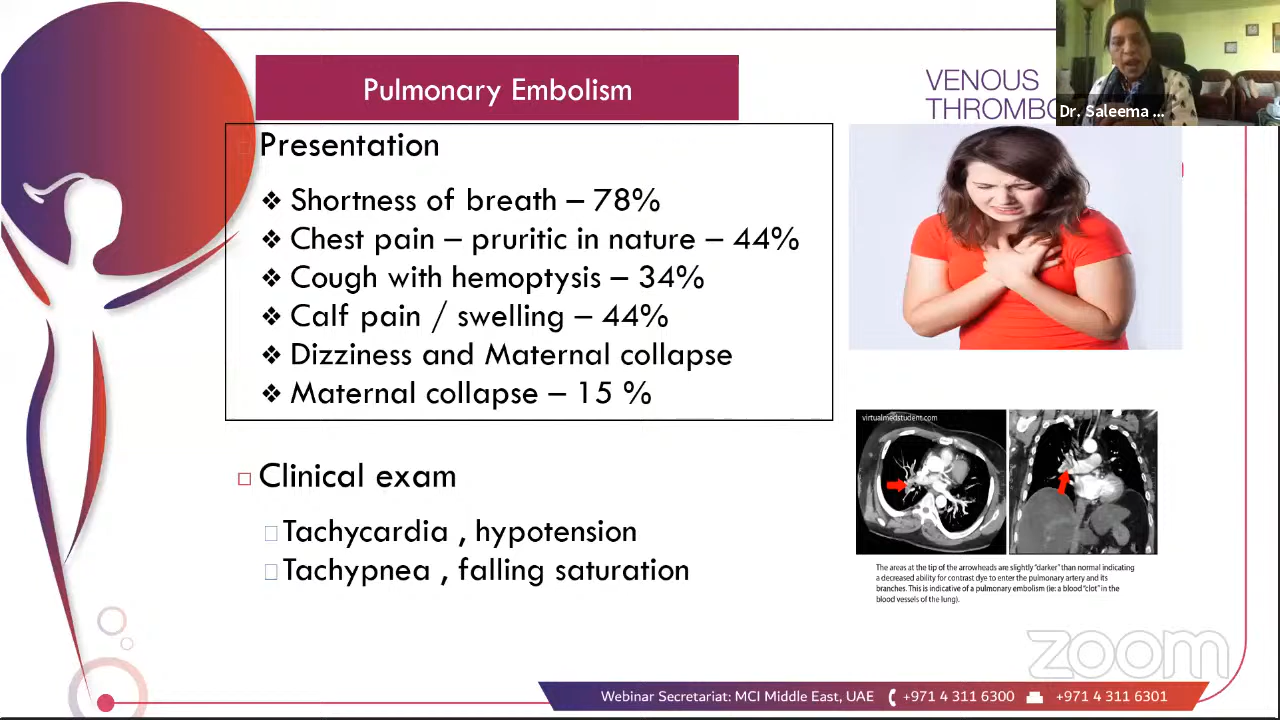 Pulmonary Embolism
VENOUS
THROMBO
Dr. Saleema ...
Presentation
❖ Shortness of breath – 78%
❖ Chest pain – pruritic in nature – 44%
❖ Cough with hemoptysis – 34%
❖ Calf pain / swelling – 44%
❖ Dizziness and Maternal collapse
❖ Maternal collapse – 15 %
Clinical exam
Tachycardia , hypotension
Tachypnea , falling saturation
virtualmedstudent.com
The areas at the tip of the arrowheads are slightly "darker" than normal indicating
a decreased ability for contrast dye to enter the pulmonary artery and its
branches. This is indicative of a pulmonary embolism (ie: a blood "clot" in the
blood vessels of the lung).
zoom
Webinar Secretariat: MCI Middle East, UAE +971 4 311 6300 +971 4 311 6301